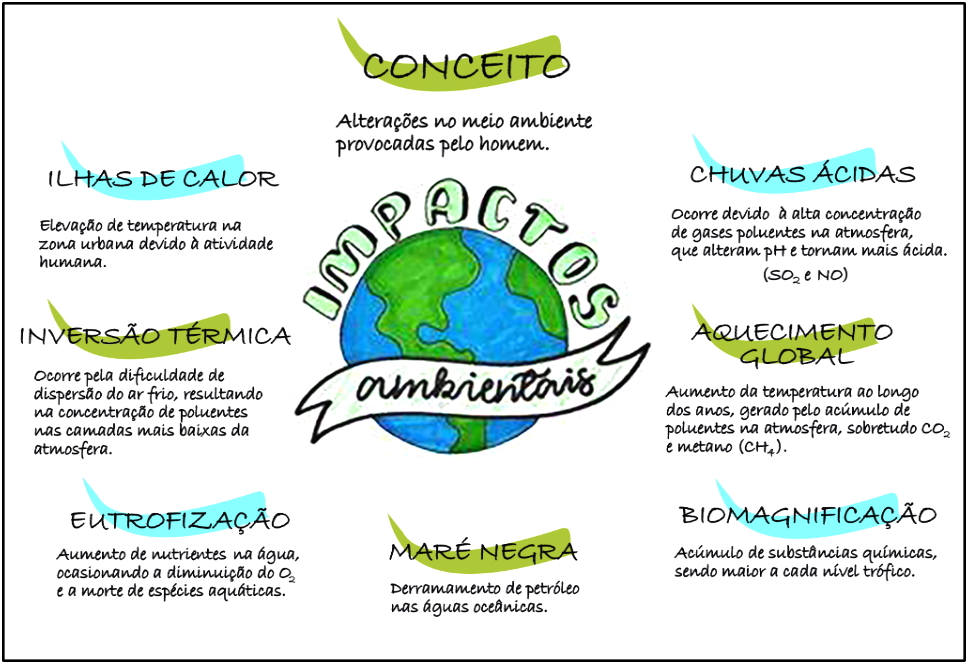 CONCEITO
Alterações no meio ambiente
provocadas pelo homem.
ILHAS DE CALOR
Elevação de temperatura na
zona urbana devido à atividade
humana.
CHUVAS ÁCIDAS
Ocorre devido à alta concentração
de gases poluentes na atmosfera,
que alteram pH e tornam mais ácida.
(SO₂ e NO)
IMPACTOS
ambientais
INVERSÃO TÉRMICA
Ocorre pela dificuldade de
dispersão do ar frio, resultando
na concentração de poluentes
nas camadas mais baixas da
atmosfera.
AQUECIMENTO
GLOBAL
Aumento da temperatura ao longo
dos anos, gerado pelo acúmulo de
poluentes na atmosfera, sobretudo CO₂
e metano (CH₄).
EUTROFIZAÇÃO
Aumento de nutrientes na água,
ocasionando a diminuição do O₂
e a morte de espécies aquáticas.
MARÉ NEGRA
Derramamento de petróleo
nas águas oceânicas.
BIOMAGNIFICAÇÃO
Acúmulo de substâncias químicas,
sendo maior a cada nível trófico.